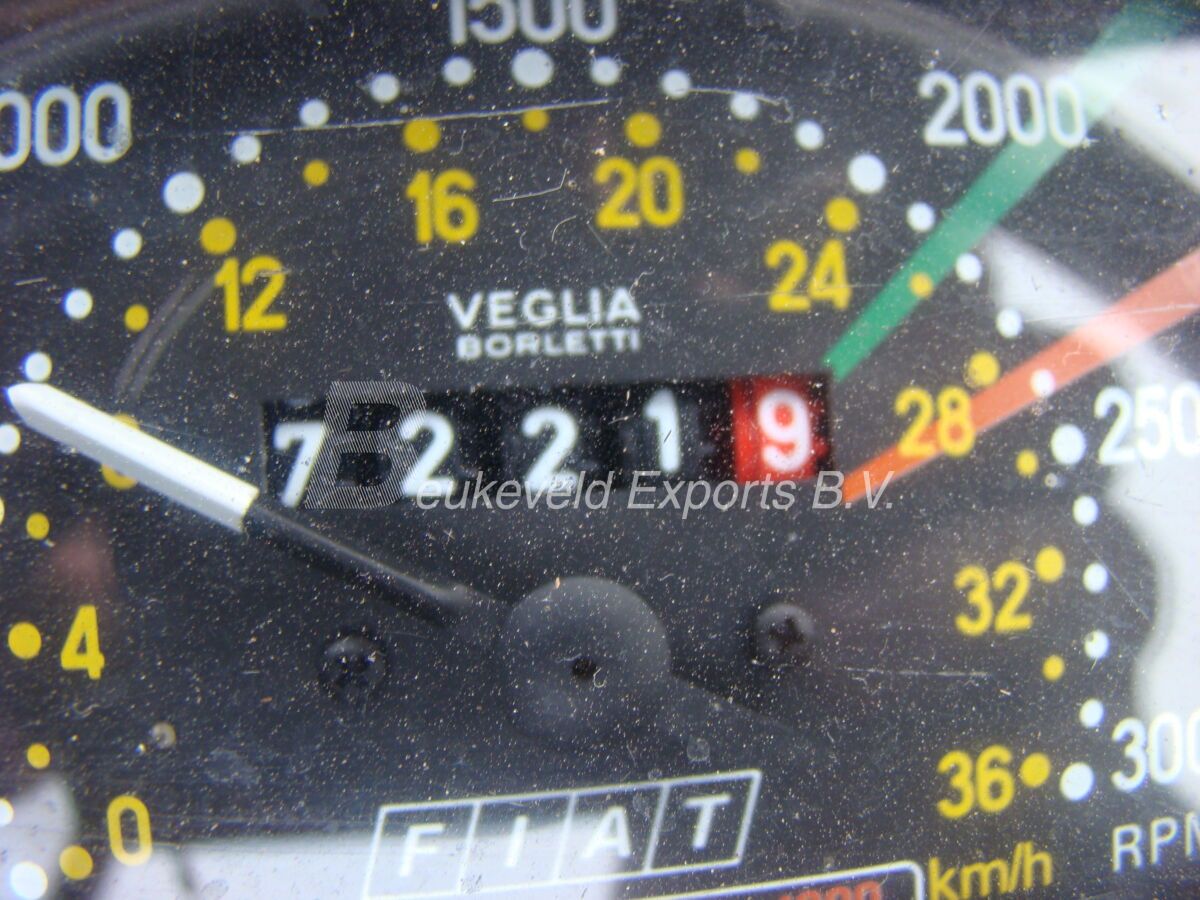 1500
000
2000
16
20
12
24
VEGLIA
BORLETTI
28
250
7 2 2 1 9
Beukeveld Exports B.V.
32
4
36
300
0
FIAT
RPM
km/h